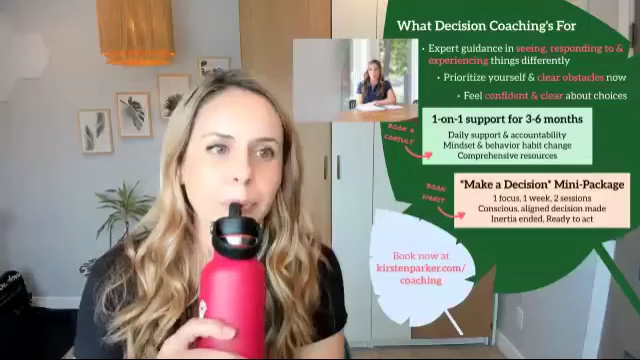 What Decision Coaching's For
• Expert guidance in seeing, responding to &
experiencing things differently
• Prioritize yourself & clear obstacles now
• Feel confident & clear about choices
BOOK A
CONSULT
1-on-1 support for 3-6 months
Daily support & accountability
Mindset & behavior habit change
Comprehensive resources
BOOK
DIRECT
"Make a Decision" Mini-Package
1 focus, 1 week, 2 sessions
Conscious, aligned decision made
Inertia ended, Ready to act
Book now at
kirstenparker.com/
coaching